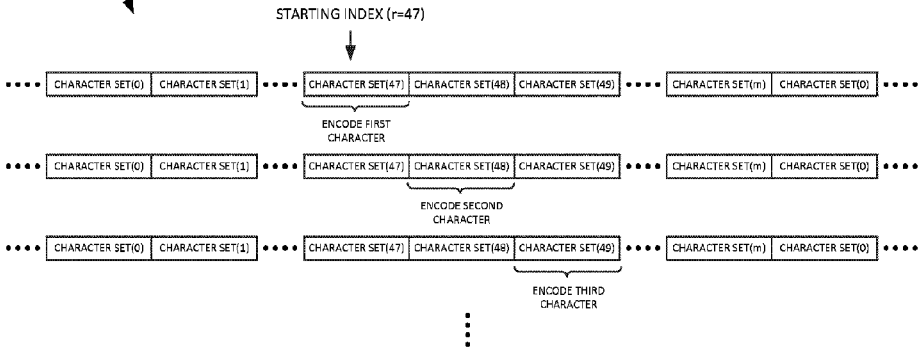 STARTING INDEX (r=47)
CHARACTER SET(0) CHARACTER SET(1) CHARACTER SET(47) CHARACTER SET(48) CHARACTER SET(49) CHARACTER SET(m) CHARACTER SET(0)
ENCODE FIRST
CHARACTER
CHARACTER SET(0) CHARACTER SET(1) CHARACTER SET(47) CHARACTER SET(48) CHARACTER SET(49) CHARACTER SET(m) CHARACTER SET(0)
ENCODE SECOND
CHARACTER
CHARACTER SET(0) CHARACTER SET(1) CHARACTER SET(47) CHARACTER SET(48) CHARACTER SET(49) CHARACTER SET(m) CHARACTER SET(0)
ENCODE THIRD
CHARACTER